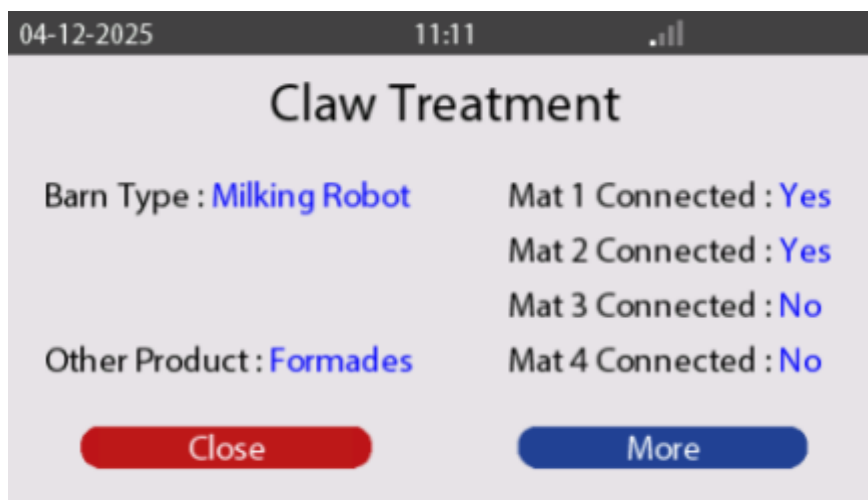 04-12-2025 11:11
Claw Treatment
Barn Type : Milking Robot Mat 1 Connected : Yes
Mat 2 Connected : Yes
Mat 3 Connected : No
Other Product : Formades Mat 4 Connected : No
Close More